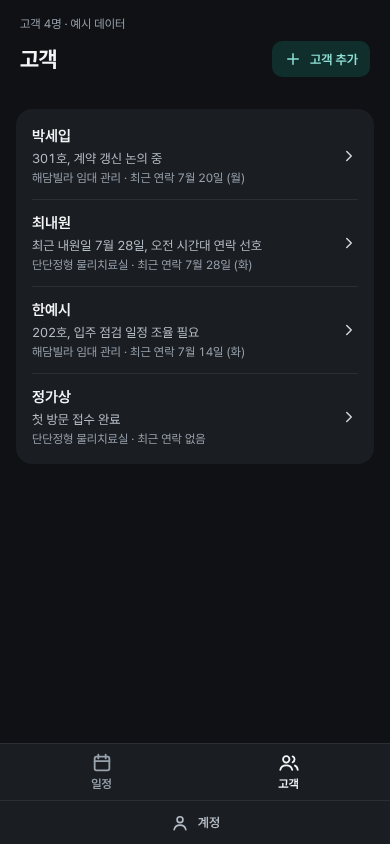 고객 4명 · 예시 데이터
고객
고객 추가
박세입
301호, 계약 갱신 논의 중
해담빌라 임대 관리 · 최근 연락 7월 20일 (월)
최내원
최근 내원일 7월 28일, 오전 시간대 연락 선호
단단정형 물리치료실 · 최근 연락 7월 28일 (화)
한예시
202호, 입주 점검 일정 조율 필요
해담빌라 임대 관리 · 최근 연락 7월 14일 (화)
정가상
첫 방문 접수 완료
단단정형 물리치료실 · 최근 연락 없음
일정
고객
계정